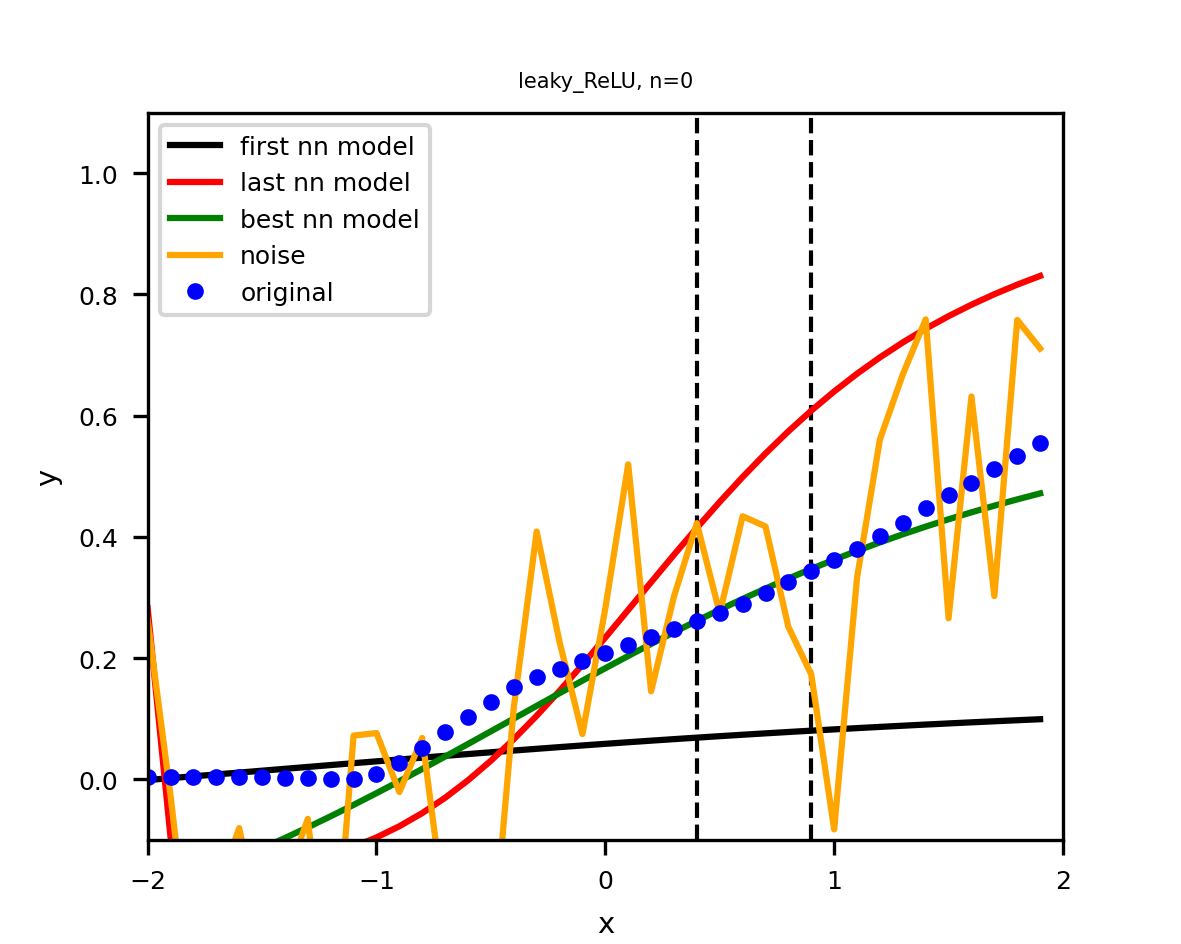 leaky_ReLU, n=0
first nn model
last nn model
best nn model
noise
original
1.0
0.8
0.6
0.4
0.2
0.0
y
−2
−1
0
1
2
x